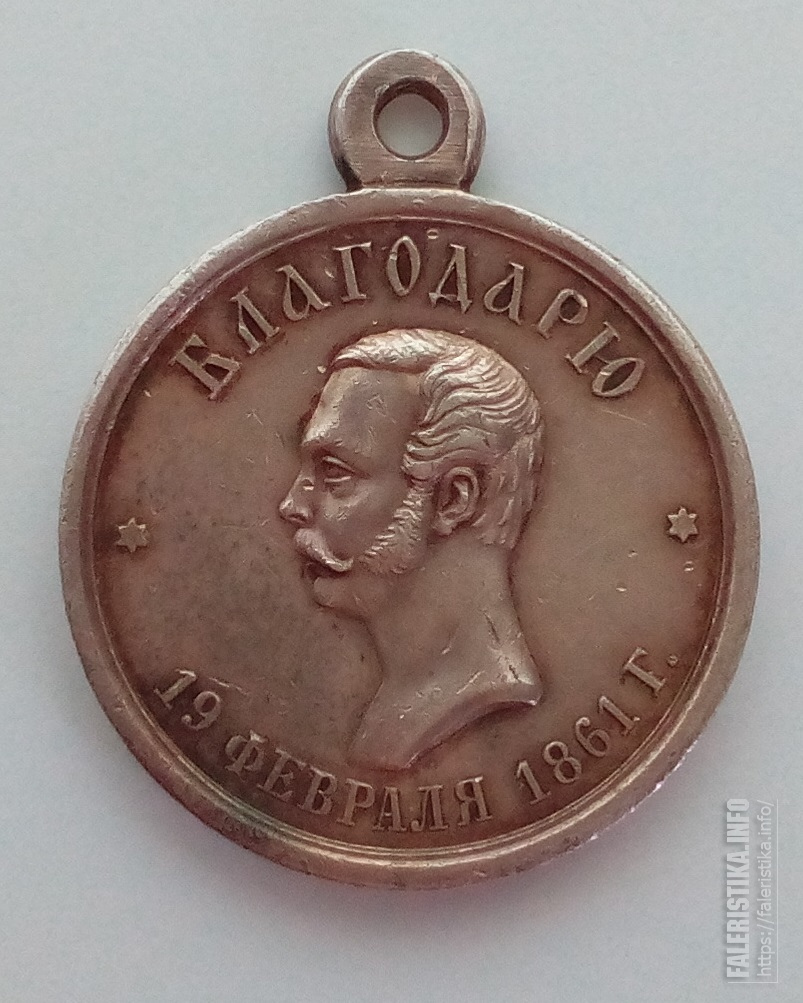 БЛАГОДАРЮ
19 ФЕВРАЛЯ 1861 Г.
FALERISTIKA.INFO
https://faleristika.info/